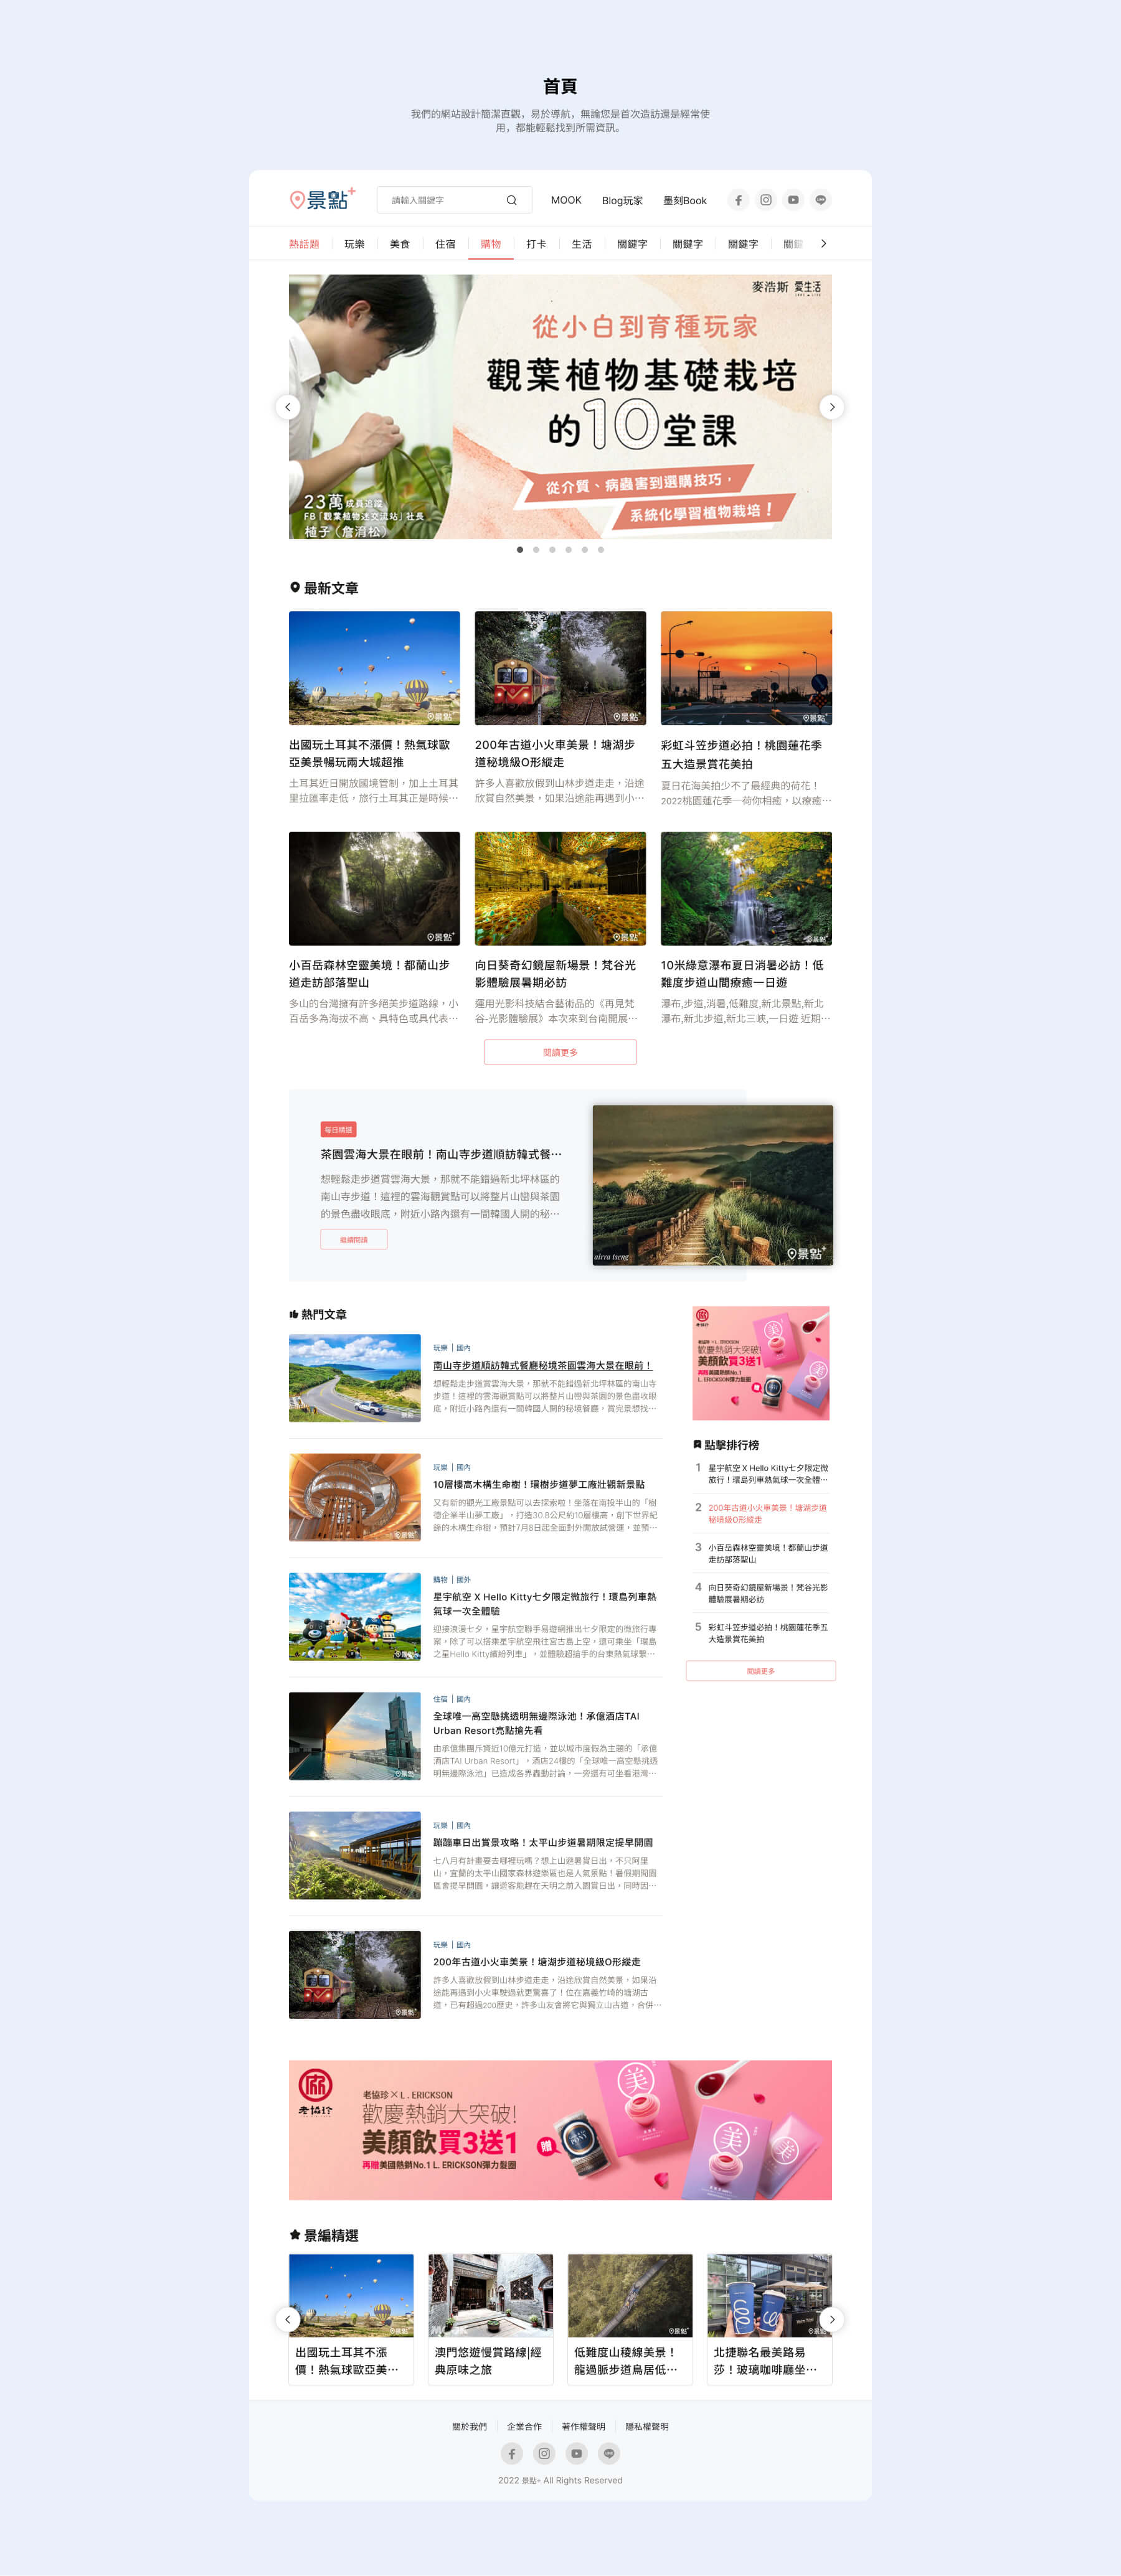 首頁
我們的網站設計簡潔直觀，易於導航，無論您是首次造訪還是經常使
用，都能輕鬆找到所需資訊。
景點+
請輸入關鍵字
MOOK
Blog玩家
墨刻Book
熱話題
玩樂
美食
住宿
購物
打卡
生活
關鍵字
關鍵字
關鍵字
麥浩斯 愛生活
從小白到育種玩家
觀葉植物基礎栽培
的10堂課
從介質、病蟲害到選購技巧，
系統化學習植物栽培！
23萬成員追蹤
FB「觀葉植物迷交流站」社長
柚子（詹洧松）
最新文章
景點+
景點+
景點+
出國玩土耳其不漲價！熱氣球歐
亞美景暢玩兩大城超推
土耳其近日開放國境管制，加上土耳其
里拉匯率走低，旅行土耳其正是時候…
200年古道小火車美景！塘湖步
道秘境級O形縱走
許多人喜歡放假到山林步道走走，沿途
欣賞自然美景，如果沿途能再遇到小…
彩虹斗笠步道必拍！桃園蓮花季
五大造景賞花美拍
夏日花海美拍少不了最經典的荷花！
2022桃園蓮花季—荷你相癒，以療癒…
景點+
景點+
景點+
小百岳森林空靈美境！都蘭山步
道走訪部落聖山
多山的台灣擁有許多絕美步道路線，小
百岳多為海拔不高、具特色或具代表…
向日葵奇幻鏡屋新場景！梵谷光
影體驗展暑期必訪
運用光影科技結合藝術品的《再見梵
谷-光影體驗展》本次來到台南開展…
10米綠意瀑布夏日消暑必訪！低
難度步道山間療癒一日遊
瀑布,步道,消暑,低難度,新北景點,新北
瀑布,新北步道,新北三峽,一日遊 近期…
閱讀更多
每日精選
茶園雲海大景在眼前！南山寺步道順訪韓式餐…
想輕鬆走步道賞雲海大景，那就不能錯過新北坪林區的
南山寺步道！這裡的雲海觀賞點可以將整片山巒與茶園
的景色盡收眼底，附近小路內還有一間韓國人開的秘…
繼續閱讀
airra tseng
景點+
熱門文章
玩樂｜國內
南山寺步道順訪韓式餐廳秘境茶園雲海大景在眼前！
想輕鬆走步道賞雲海大景，那就不能錯過新北坪林區的南山寺
步道！這裡的雲海觀賞點可以將整片山巒與茶園的景色盡收眼
底，附近小路內還有一間韓國人開的秘境餐廳，賞完景想找…
玩樂｜國內
10層樓高木構生命樹！環樹步道夢工廠壯觀新景點
又有新的觀光工廠景點可以去探索啦！坐落在南投半山的「樹
德企業半山夢工廠」，打造30.8公尺約10層樓高，創下世界紀
錄的木構生命樹，預計7月8日起全面對外開放試營運，並預…
購物｜國外
星宇航空 X Hello Kitty七夕限定微旅行！環島列車熱
氣球一次全體驗
迎接浪漫七夕，星宇航空聯手易遊網推出七夕限定的微旅行專
案，除了可以搭乘星宇航空飛往宮古島上空，還可乘坐「環島
之星Hello Kitty繽紛列車」，並體驗超搶手的台東熱氣球繫…
住宿｜國內
全球唯一高空懸挑透明無邊際泳池！承億酒店TAI
Urban Resort亮點搶先看
由承億集團斥資近10億元打造，並以城市度假為主題的「承億
酒店TAI Urban Resort」，酒店24樓的「全球唯一高空懸挑透
明無邊際泳池」已造成各界轟動討論，一旁還有可坐看港灣…
玩樂｜國內
蹦蹦車日出賞景攻略！太平山步道暑期限定提早開園
七八月有計畫要去哪裡玩嗎？想上山避暑賞日出，不只阿里
山，宜蘭的太平山國家森林遊樂區也是人氣景點！暑假期間園
區會提早開園，讓遊客能趕在天明之前入園賞日出，同時因…
玩樂｜國內
200年古道小火車美景！塘湖步道秘境級O形縱走
許多人喜歡放假到山林步道走走，沿途欣賞自然美景，如果沿
途能再遇到小火車駛過就更驚喜了！位在嘉義竹崎的塘湖古
道，已有超過200歷史，許多山友會將它與獨立山古道，合併…
老協珍
老協珍 X L. ERICKSON
歡慶熱銷大突破!
美顏飲買3送1
再贈美國熱銷No.1
L. ERICKSON彈力髮圈
點擊排行榜
1 星宇航空 X Hello Kitty七夕限定微
旅行！環島列車熱氣球一次全體…
2 200年古道小火車美景！塘湖步道
秘境級O形縱走
3 小百岳森林空靈美境！都蘭山步道
走訪部落聖山
4 向日葵奇幻鏡屋新場景！梵谷光影
體驗展暑期必訪
5 彩虹斗笠步道必拍！桃園蓮花季五
大造景賞花美拍
閱讀更多
老協珍
老協珍 X L. ERICKSON
歡慶熱銷大突破!
美顏飲買3送1
再贈美國熱銷No.1 L. ERICKSON彈力髮圈
贈
美
美
美
景編精選
出國玩土耳其不漲
價！熱氣球歐亞美…
澳門悠遊慢賞路線|經
典原味之旅
低難度山稜線美景！
龍過脈步道鳥居低…
北捷聯名最美路易
莎！玻璃咖啡廳坐…
關於我們
企業合作
著作權聲明
隱私權聲明
2022 景點+ All Rights Reserved